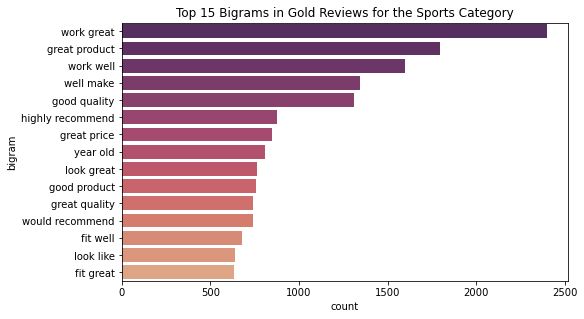 Top 15 Bigrams in Gold Reviews for the Sports Category
bigram
work great
great product
work well
well make
good quality
highly recommend
great price
year old
look great
good product
great quality
would recommend
fit well
look like
fit great
0
500
1000
1500
2000
2500
count